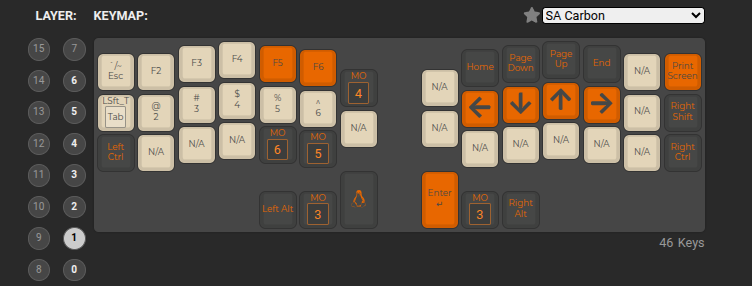 LAYER: KEYMAP: SA Carbon
15 7
14 6
13 5
12 4
11 3
10 2
9 1
8 0
` /~ Esc
F2
F3
F4
F5
F6
MO 4
N/A
Home
Page Down
Page Up
End
N/A
Print Screen
LSft_T Tab
@ 2
# 3
$ 4
% 5
^ 6
N/A
N/A
←
↓
↑
→
N/A
Right Shift
Left Ctrl
N/A
N/A
N/A
MO 6
MO 5
N/A
N/A
N/A
N/A
N/A
Right Ctrl
Left Alt
MO 3
Enter ↵
MO 3
Right Alt
46 Keys